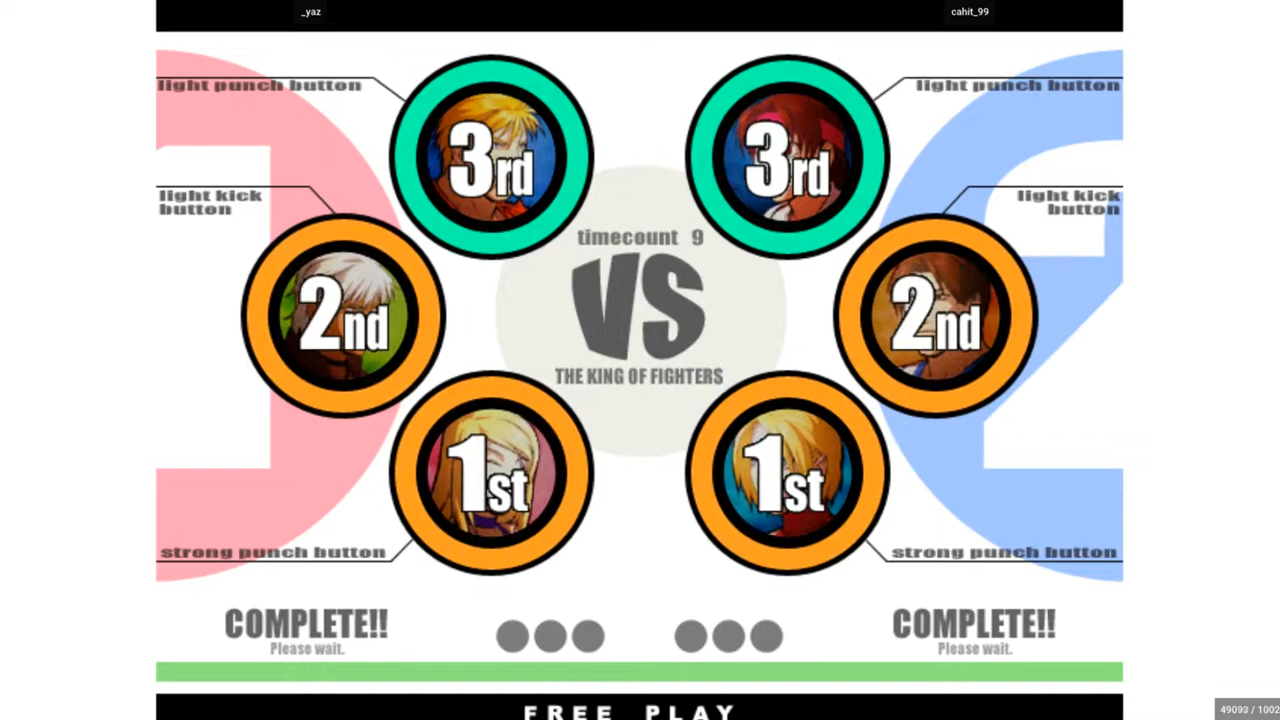 _yaz
cahit_99
light punch button
light punch button
3rd
3rd
light kick
button
light kick
button
timecount 9
VS
THE KING OF FIGHTERS
2nd
2nd
1st
1st
strong punch button
strong punch button
COMPLETE!!
Please wait.
COMPLETE!!
Please wait.
FREE PLAY
49093 / 1002